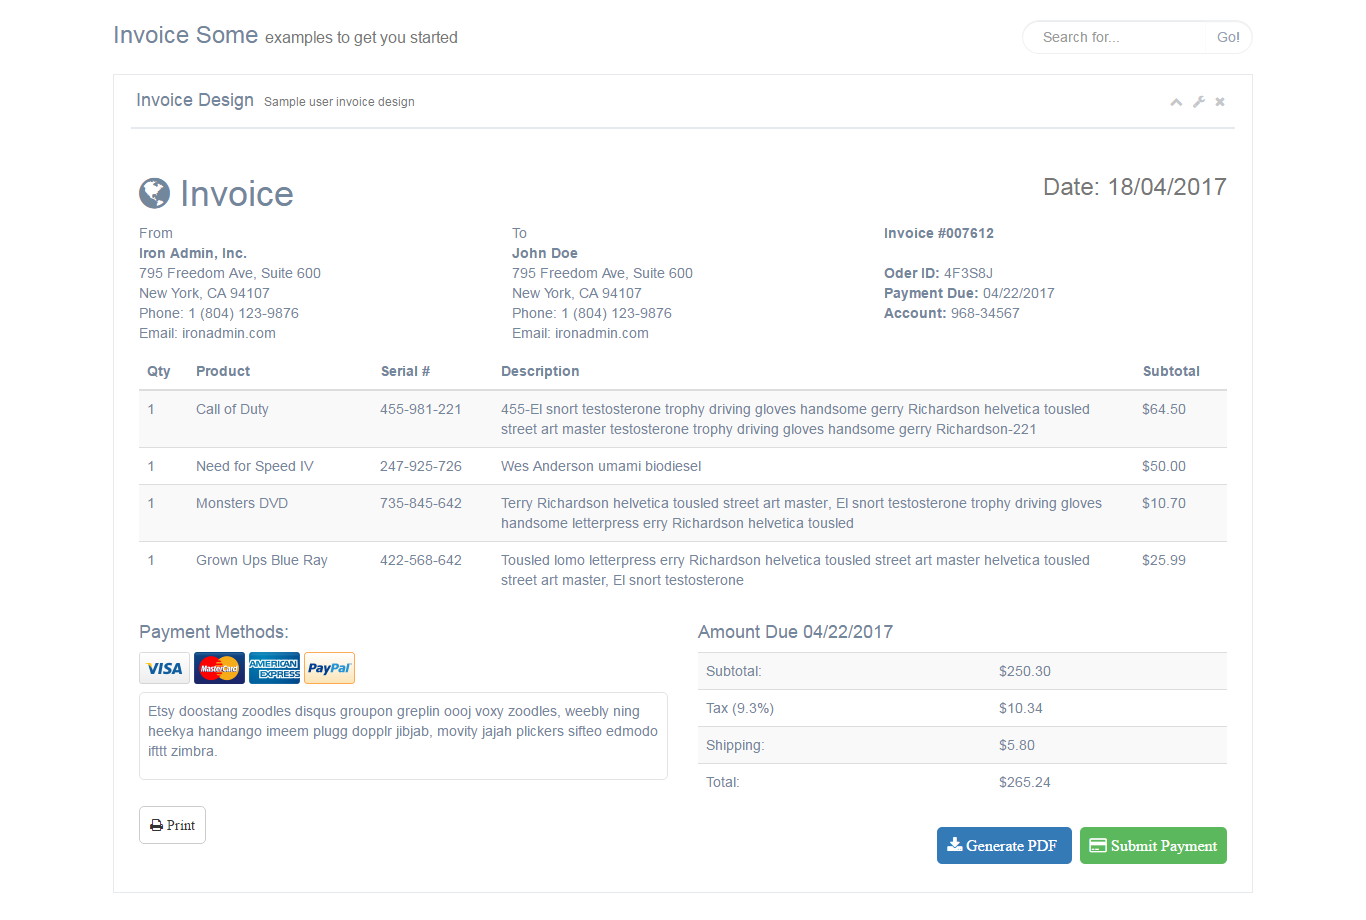 Invoice Some examples to get you started
Search for... Go!
Invoice Design Sample user invoice design
Invoice
Date: 18/04/2017
From
Iron Admin, Inc.
795 Freedom Ave, Suite 600
New York, CA 94107
Phone: 1 (804) 123-9876
Email: ironadmin.com
To
John Doe
795 Freedom Ave, Suite 600
New York, CA 94107
Phone: 1 (804) 123-9876
Email: ironadmin.com
Invoice #007612
Oder ID: 4F3S8J
Payment Due: 04/22/2017
Account: 968-34567
Qty Product Serial # Description Subtotal
1 Call of Duty 455-981-221 455-El snort testosterone trophy driving gloves handsome gerry Richardson helvetica tousled $64.50
street art master testosterone trophy driving gloves handsome gerry Richardson-221
1 Need for Speed IV 247-925-726 Wes Anderson umami biodiesel $50.00
1 Monsters DVD 735-845-642 Terry Richardson helvetica tousled street art master, El snort testosterone trophy driving gloves $10.70
handsome letterpress erry Richardson helvetica tousled
1 Grown Ups Blue Ray 422-568-642 Tousled lomo letterpress erry Richardson helvetica tousled street art master helvetica tousled $25.99
street art master, El snort testosterone
Payment Methods:
VISA MasterCard AMERICAN EXPRESS PayPal
Etsy doostang zoodles disqus groupon greplin oooj voxy zoodles, weebly ning
heekya handango imeem plugg dopplr jibjab, movity jajah plickers sifteo edmodo
ifttt zimbra.
Amount Due 04/22/2017
Subtotal: $250.30
Tax (9.3%) $10.34
Shipping: $5.80
Total: $265.24
Print
Generate PDF Submit Payment